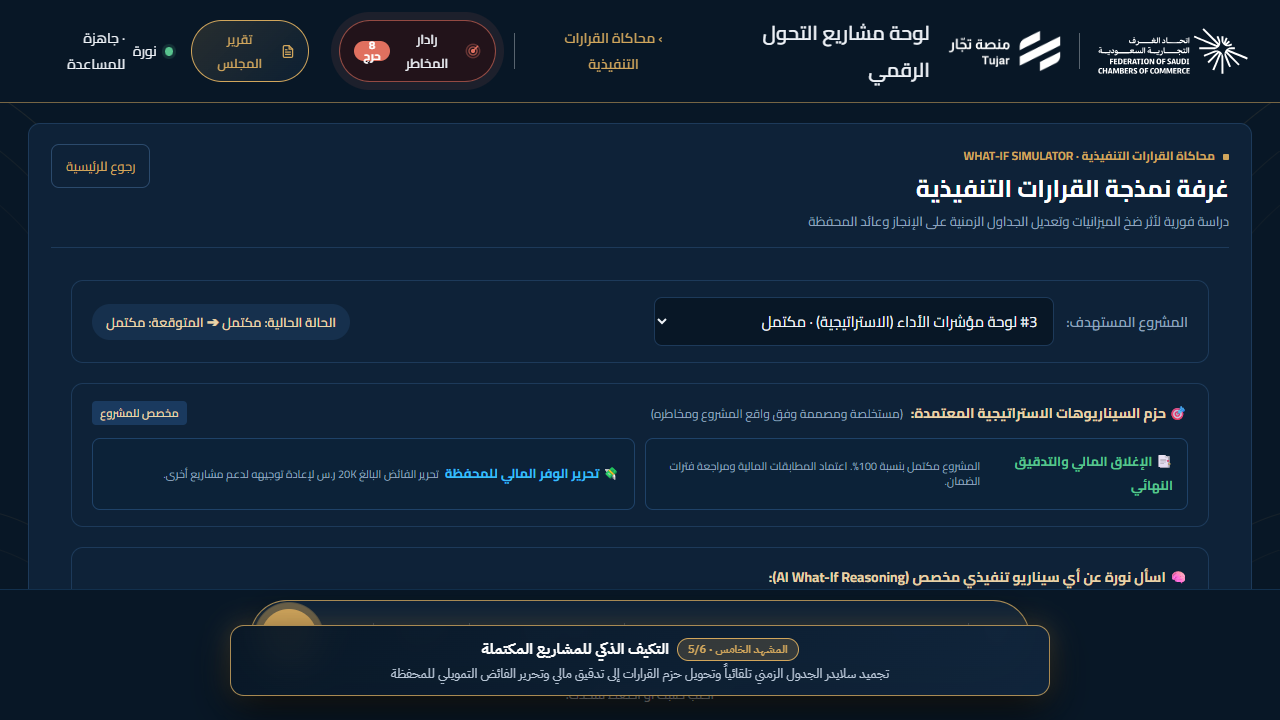 اتحاد الغرف
التجارية السعودية
FEDERATION OF SAUDI
CHAMBERS OF COMMERCE
منصة تجّار
Tujar
لوحة مشاريع التحول
الرقمي
› محاكاة القرارات
التنفيذية
رادار
المخاطر
8
حرج
تقرير
المجلس
نورة
· جاهزة
للمساعدة
محاكاة القرارات التنفيذية · WHAT-IF SIMULATOR
غرفة نمذجة القرارات التنفيذية
دراسة فورية لأثر ضخ الميزانيات وتعديل الجداول الزمنية على الإنجاز وعائد المحفظة
رجوع للرئيسية
المشروع المستهدف:
#3 لوحة مؤشرات الأداء (الاستراتيجية) · مكتمل
الحالة الحالية: مكتمل ➔ المتوقعة: مكتمل
🎯 حزم السيناريوهات الاستراتيجية المعتمدة: (مستخلصة ومصممة وفق واقع المشروع ومخاطره)
مخصص للمشروع
📑 الإغلاق المالي والتدقيق
النهائي
المشروع مكتمل بنسبة 100%. اعتماد المطابقات المالية ومراجعة فترات
الضمان.
💸 تحرير الوفر المالي للمحفظة تحرير الفائض البالغ 20K ر.س لإعادة توجيهه لدعم مشاريع أخرى.
🧠 اسأل نورة عن أي سيناريو تنفيذي مخصص (AI What-If Reasoning):
المشهد الخامس · 5/6
التكيف الذكي للمشاريع المكتملة
تجميد سلايدر الجدول الزمني تلقائياً وتحويل حزم القرارات إلى تدقيق مالي وتحرير الفائض التمويلي للمحفظة